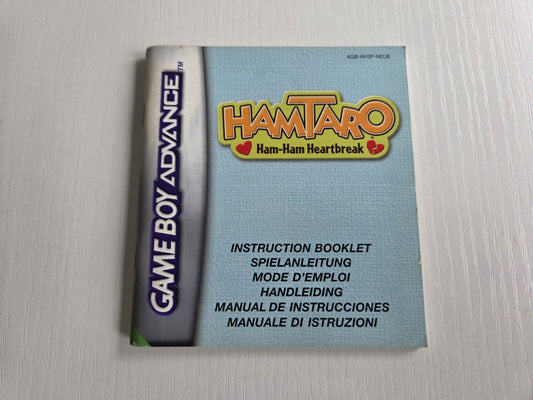 AGB-AH3P-NEU6
GAME BOY ADVANCE™
HAMTARO
Ham-Ham Heartbreak
INSTRUCTION BOOKLET
SPIELANLEITUNG
MODE D'EMPLOI
HANDLEIDING
MANUAL DE INSTRUCCIONES
MANUALE DI ISTRUZIONI